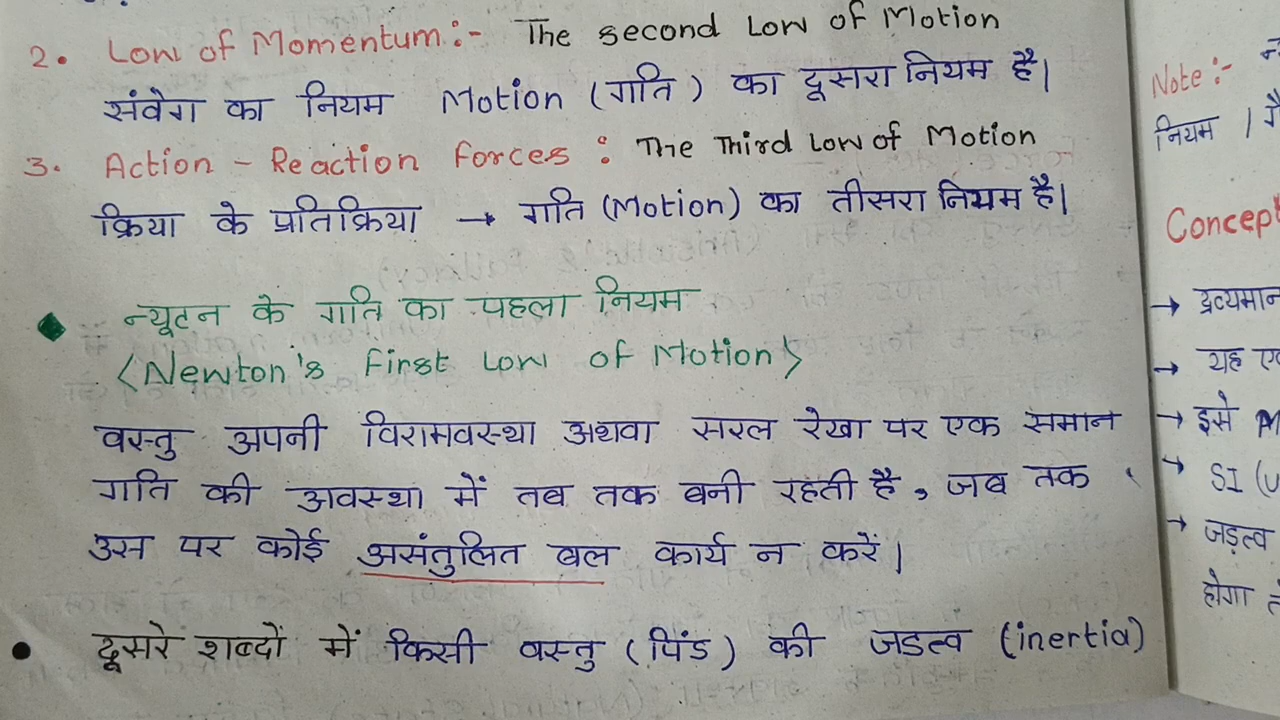 2. Low of Momentum:- The second Low of Motion
संवेग का नियम Motion (गति) का दूसरा नियम है।
3. Action - Reaction Forces : The Third Low of Motion
क्रिया के प्रतिक्रिया → गति (Motion) का तीसरा नियम है।
न्यूटन के गति का पहला नियम
<Newton's First Low of Motion>
वस्तु अपनी विरामवस्था अथवा सरल रेखा पर एक समान
गति की अवस्था में तब तक बनी रहती है, जब तक
उस पर कोई असंतुलित बल कार्य न करें।
• दूसरे शब्दों में किसी वस्तु (पिंड) की जडत्व (inertia)
Note:-
नियम ।
Concept
→ द्रव्यमान
→ यह
→ इसे
→ SI
→ जड़त्व
होगा